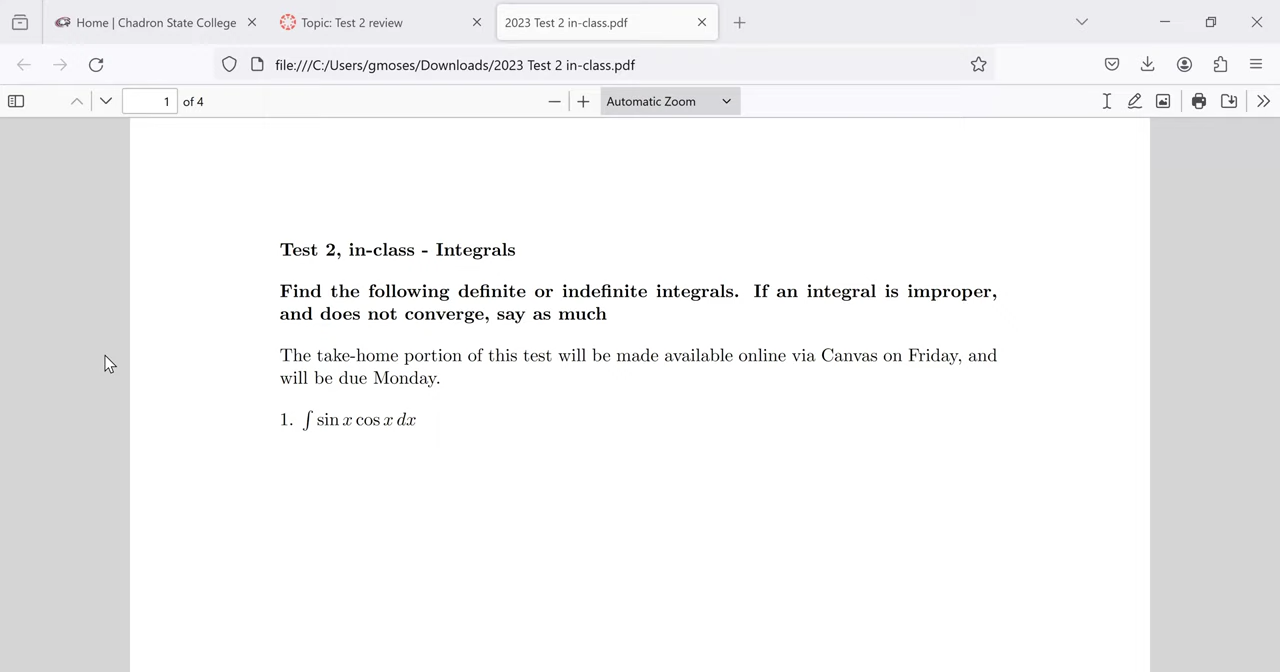 Home | Chadron State College
Topic: Test 2 review
2023 Test 2 in-class.pdf
file:///C:/Users/gmoses/Downloads/2023 Test 2 in-class.pdf
1 of 4
Automatic Zoom
Test 2, in-class - Integrals
Find the following definite or indefinite integrals. If an integral is improper,
and does not converge, say as much
The take-home portion of this test will be made available online via Canvas on Friday, and
will be due Monday.
1. ∫ sin x cos x dx